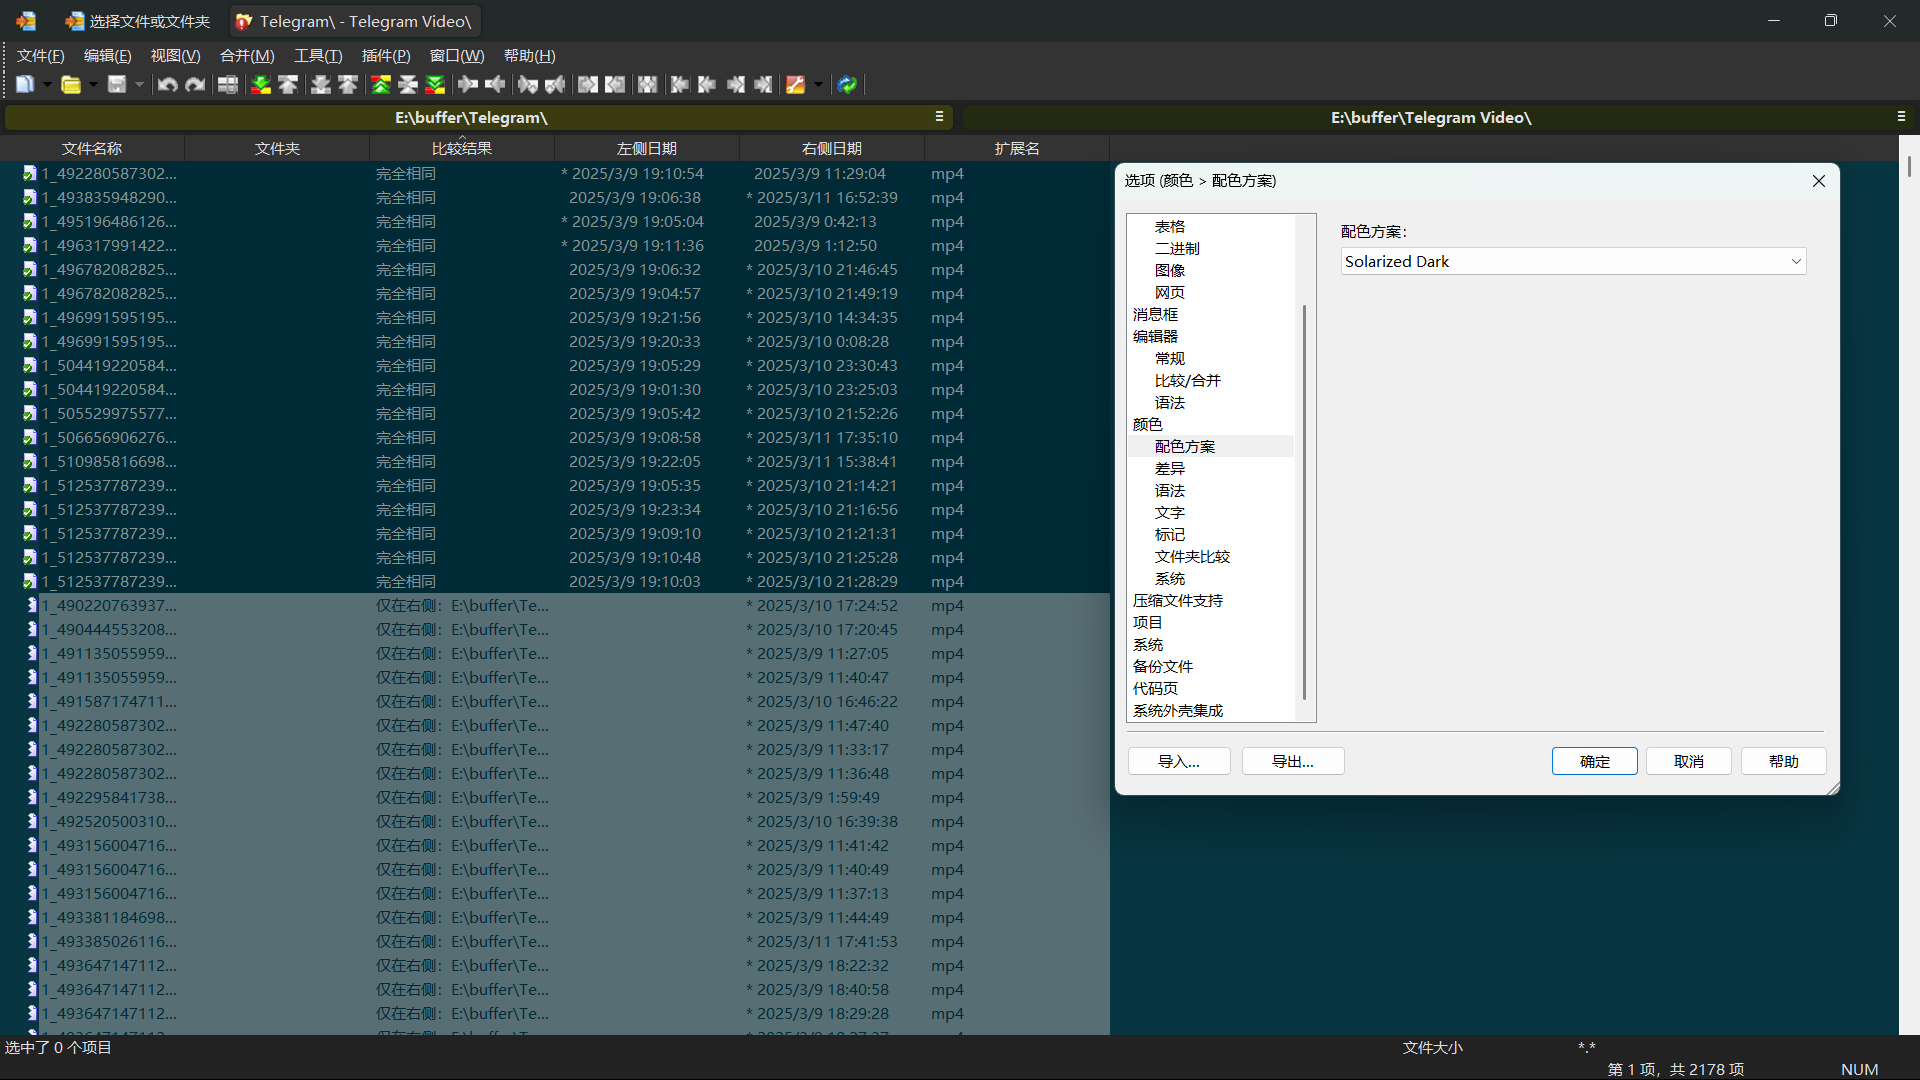 选择文件或文件夹
Telegram\ - Telegram Video\
文件(F) 编辑(E) 视图(V) 合并(M) 工具(T) 插件(P) 窗口(W) 帮助(H)
E:\buffer\Telegram\
E:\buffer\Telegram Video\
文件名称 文件夹 比较结果 左侧日期 右侧日期 扩展名
1_492280587302... 完全相同 * 2025/3/9 19:10:54 2025/3/9 11:29:04 mp4
1_493835948290... 完全相同 2025/3/9 19:06:38 * 2025/3/11 16:52:39 mp4
1_495196486126... 完全相同 * 2025/3/9 19:05:04 2025/3/9 0:42:13 mp4
1_496317991422... 完全相同 * 2025/3/9 19:11:36 2025/3/9 1:12:50 mp4
1_496782082825... 完全相同 2025/3/9 19:06:32 * 2025/3/10 21:46:45 mp4
1_496782082825... 完全相同 2025/3/9 19:04:57 * 2025/3/10 21:49:19 mp4
1_496991595195... 完全相同 2025/3/9 19:21:56 * 2025/3/10 14:34:35 mp4
1_496991595195... 完全相同 2025/3/9 19:20:33 * 2025/3/10 0:08:28 mp4
1_504419220584... 完全相同 2025/3/9 19:05:29 * 2025/3/10 23:30:43 mp4
1_504419220584... 完全相同 2025/3/9 19:01:30 * 2025/3/10 23:25:03 mp4
1_505529975577... 完全相同 2025/3/9 19:05:42 * 2025/3/10 21:52:26 mp4
1_506656906276... 完全相同 2025/3/9 19:08:58 * 2025/3/11 17:35:10 mp4
1_510985816698... 完全相同 2025/3/9 19:22:05 * 2025/3/11 15:38:41 mp4
1_512537787239... 完全相同 2025/3/9 19:05:35 * 2025/3/10 21:14:21 mp4
1_512537787239... 完全相同 2025/3/9 19:23:34 * 2025/3/10 21:16:56 mp4
1_512537787239... 完全相同 2025/3/9 19:09:10 * 2025/3/10 21:21:31 mp4
1_512537787239... 完全相同 2025/3/9 19:10:48 * 2025/3/10 21:25:28 mp4
1_512537787239... 完全相同 2025/3/9 19:10:03 * 2025/3/10 21:28:29 mp4
1_490220763937... 仅在右侧: E:\buffer\Te... * 2025/3/10 17:24:52 mp4
1_490444553208... 仅在右侧: E:\buffer\Te... * 2025/3/10 17:20:45 mp4
1_491135055959... 仅在右侧: E:\buffer\Te... * 2025/3/9 11:27:05 mp4
1_491135055959... 仅在右侧: E:\buffer\Te... * 2025/3/9 11:40:47 mp4
1_491587174711... 仅在右侧: E:\buffer\Te... * 2025/3/10 16:46:22 mp4
1_492280587302... 仅在右侧: E:\buffer\Te... * 2025/3/9 11:47:40 mp4
1_492280587302... 仅在右侧: E:\buffer\Te... * 2025/3/9 11:33:17 mp4
1_492280587302... 仅在右侧: E:\buffer\Te... * 2025/3/9 11:36:48 mp4
1_492295841738... 仅在右侧: E:\buffer\Te... * 2025/3/9 1:59:49 mp4
1_492520500310... 仅在右侧: E:\buffer\Te... * 2025/3/10 16:39:38 mp4
1_493156004716... 仅在右侧: E:\buffer\Te... * 2025/3/9 11:41:42 mp4
1_493156004716... 仅在右侧: E:\buffer\Te... * 2025/3/9 11:40:49 mp4
1_493156004716... 仅在右侧: E:\buffer\Te... * 2025/3/9 11:37:13 mp4
1_493381184698... 仅在右侧: E:\buffer\Te... * 2025/3/9 11:44:49 mp4
1_493385026116... 仅在右侧: E:\buffer\Te... * 2025/3/11 17:41:53 mp4
1_493647147112... 仅在右侧: E:\buffer\Te... * 2025/3/9 18:22:32 mp4
1_493647147112... 仅在右侧: E:\buffer\Te... * 2025/3/9 18:40:58 mp4
1_493647147112... 仅在右侧: E:\buffer\Te... * 2025/3/9 18:29:28 mp4
选项 (颜色 > 配色方案)
表格
二进制
图像
网页
消息框
编辑器
常规
比较/合并
语法
颜色
配色方案
差异
语法
文字
标记
文件夹比较
系统
压缩文件支持
项目
系统
备份文件
代码页
系统外壳集成
配色方案:
Solarized Dark
导入... 导出... 确定 取消 帮助
选中了 0 个项目 文件大小 *.*
第 1 项, 共 2178 项 NUM